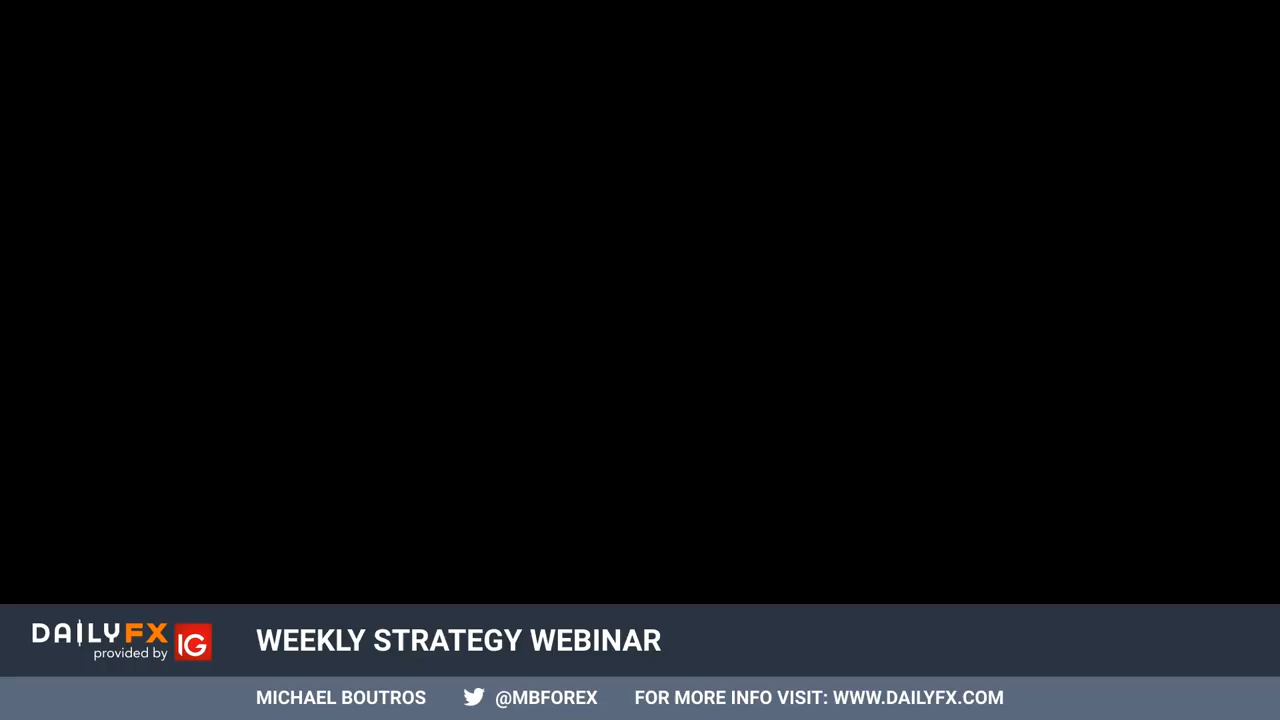 DAILYFX
provided by IG
WEEKLY STRATEGY WEBINAR
MICHAEL BOUTROS @MBFOREX FOR MORE INFO VISIT: WWW.DAILYFX.COM